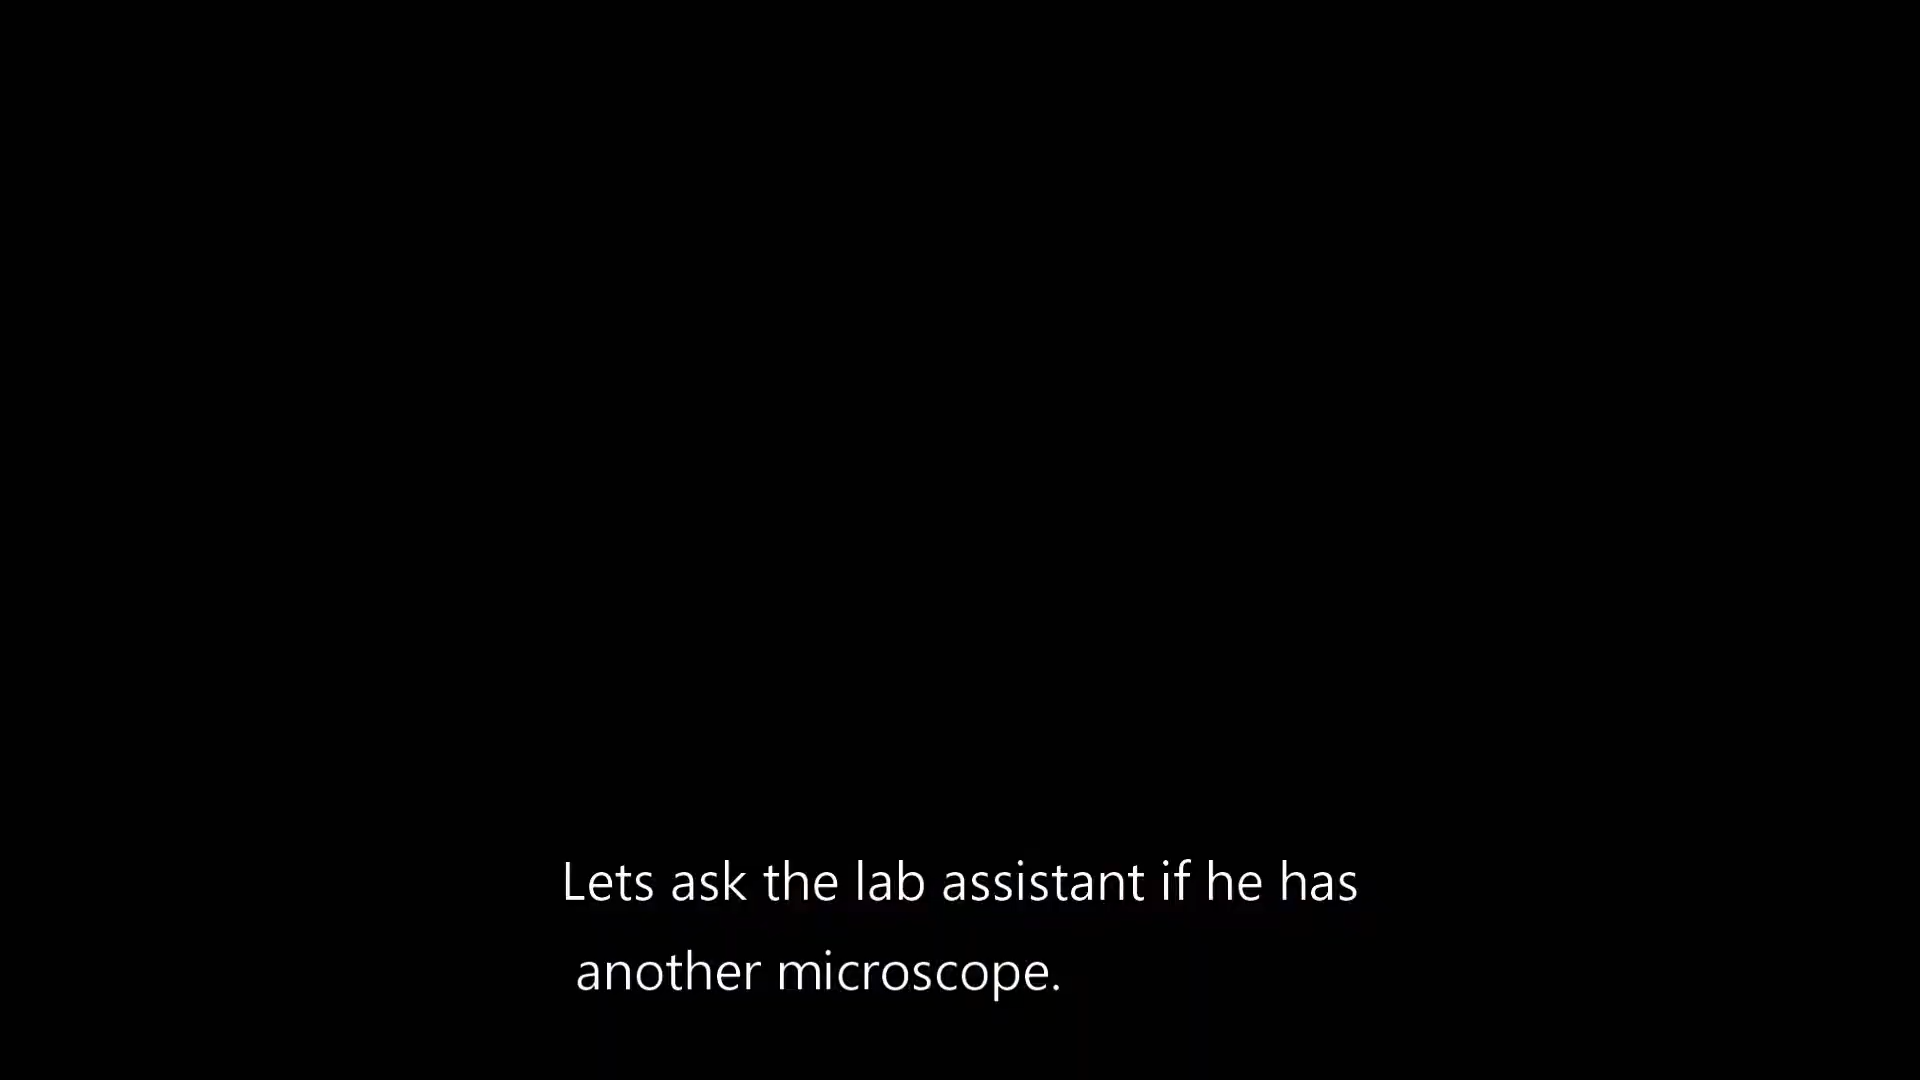 Lets ask the lab assistant if he has
another microscope.